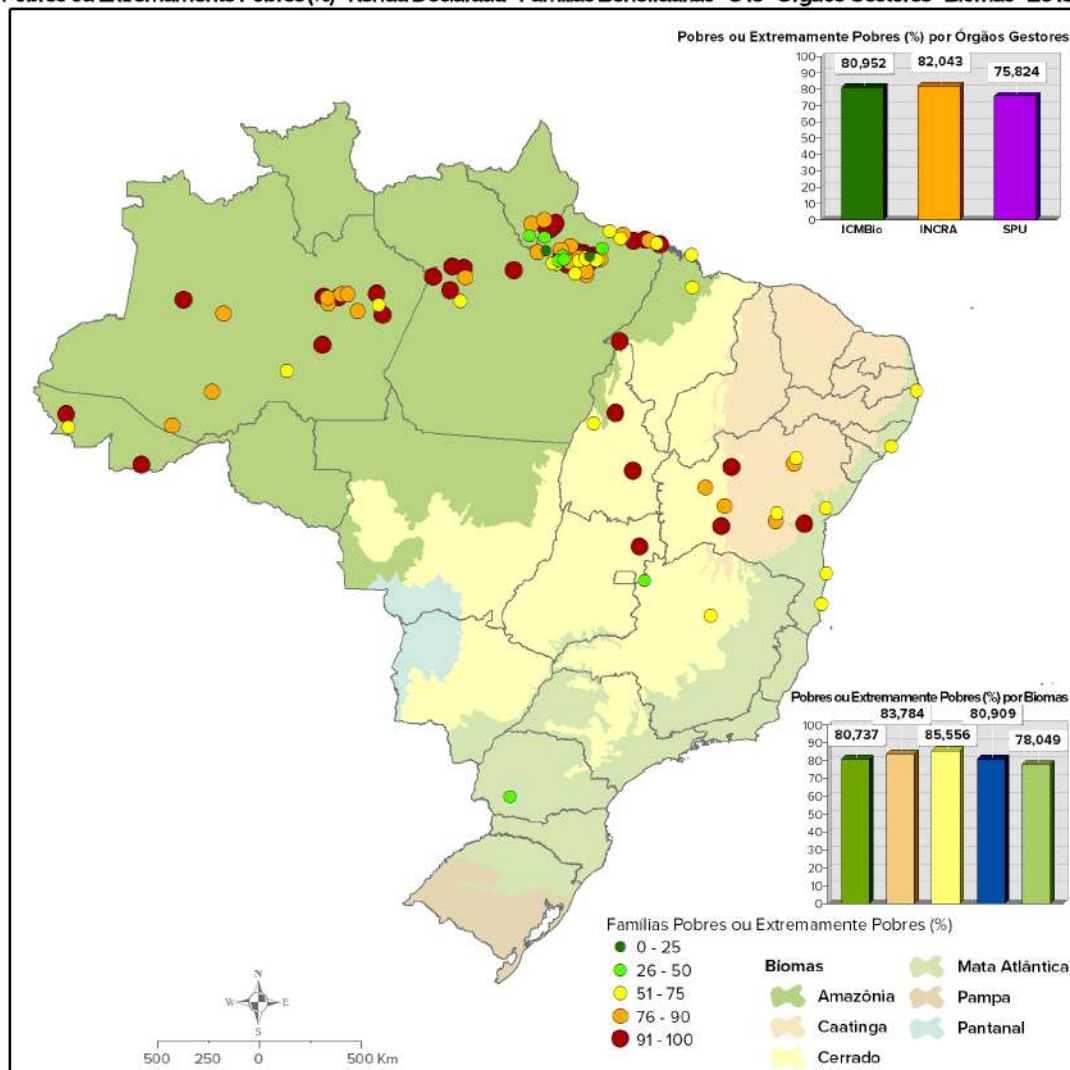 Pobres ou Extremamente Pobres (%) por Órgãos Gestores
100
90
80
70
60
50
40
30
20
10
0
80,952
82,043
75,824
ICMBio
INCRA
SPU
Pobres ou Extremamente Pobres (%) por Biomas
100
90
80
70
60
50
40
30
20
10
0
80,737
83,784
85,556
80,909
78,049
Famílias Pobres ou Extremamente Pobres (%)
0 - 25
26 - 50
51 - 75
76 - 90
91 - 100
Biomas
Amazônia
Caatinga
Cerrado
Mata Atlântica
Pampa
Pantanal
N
W E
S
500 250 0 500 Km